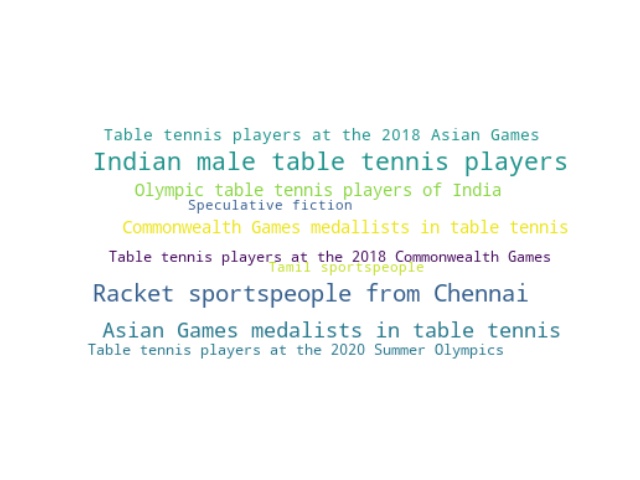 Table tennis players at the 2018 Asian Games
Indian male table tennis players
Olympic table tennis players of India
Speculative fiction
Commonwealth Games medallists in table tennis
Table tennis players at the 2018 Commonwealth Games
Tamil sportspeople
Racket sportspeople from Chennai
Asian Games medalists in table tennis
Table tennis players at the 2020 Summer Olympics